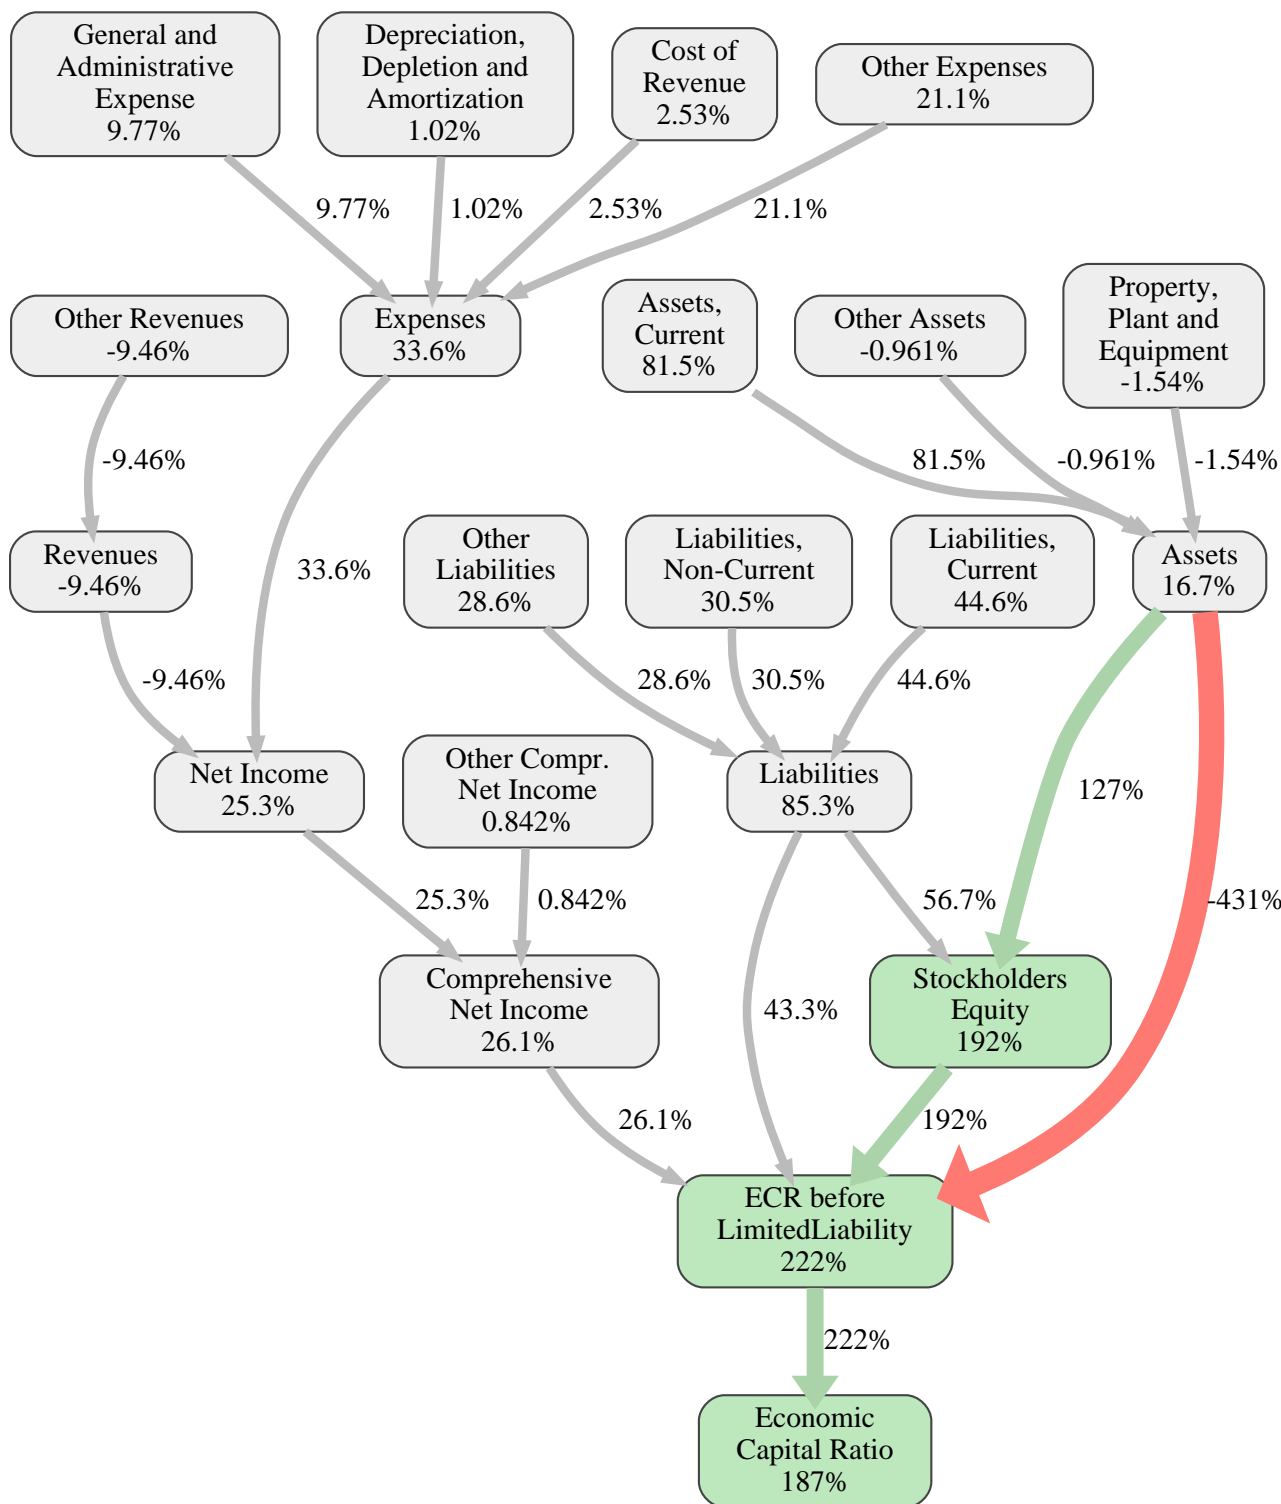 General and
Administrative
Expense
9.77%
Depreciation,
Depletion and
Amortization
1.02%
Cost of
Revenue
2.53%
Other Expenses
21.1%
9.77%
1.02%
2.53%
21.1%
Other Revenues
-9.46%
Expenses
33.6%
Assets,
Current
81.5%
Other Assets
-0.961%
Property,
Plant and
Equipment
-1.54%
-9.46%
81.5%
-0.961%
-1.54%
Revenues
-9.46%
33.6%
Other
Liabilities
28.6%
Liabilities,
Non-Current
30.5%
Liabilities,
Current
44.6%
Assets
16.7%
-9.46%
28.6%
30.5%
44.6%
Net Income
25.3%
Other Compr.
Net Income
0.842%
Liabilities
85.3%
127%
25.3%
0.842%
56.7%
-431%
Comprehensive
Net Income
26.1%
43.3%
Stockholders
Equity
192%
26.1%
192%
ECR before
LimitedLiability
222%
222%
Economic
Capital Ratio
187%